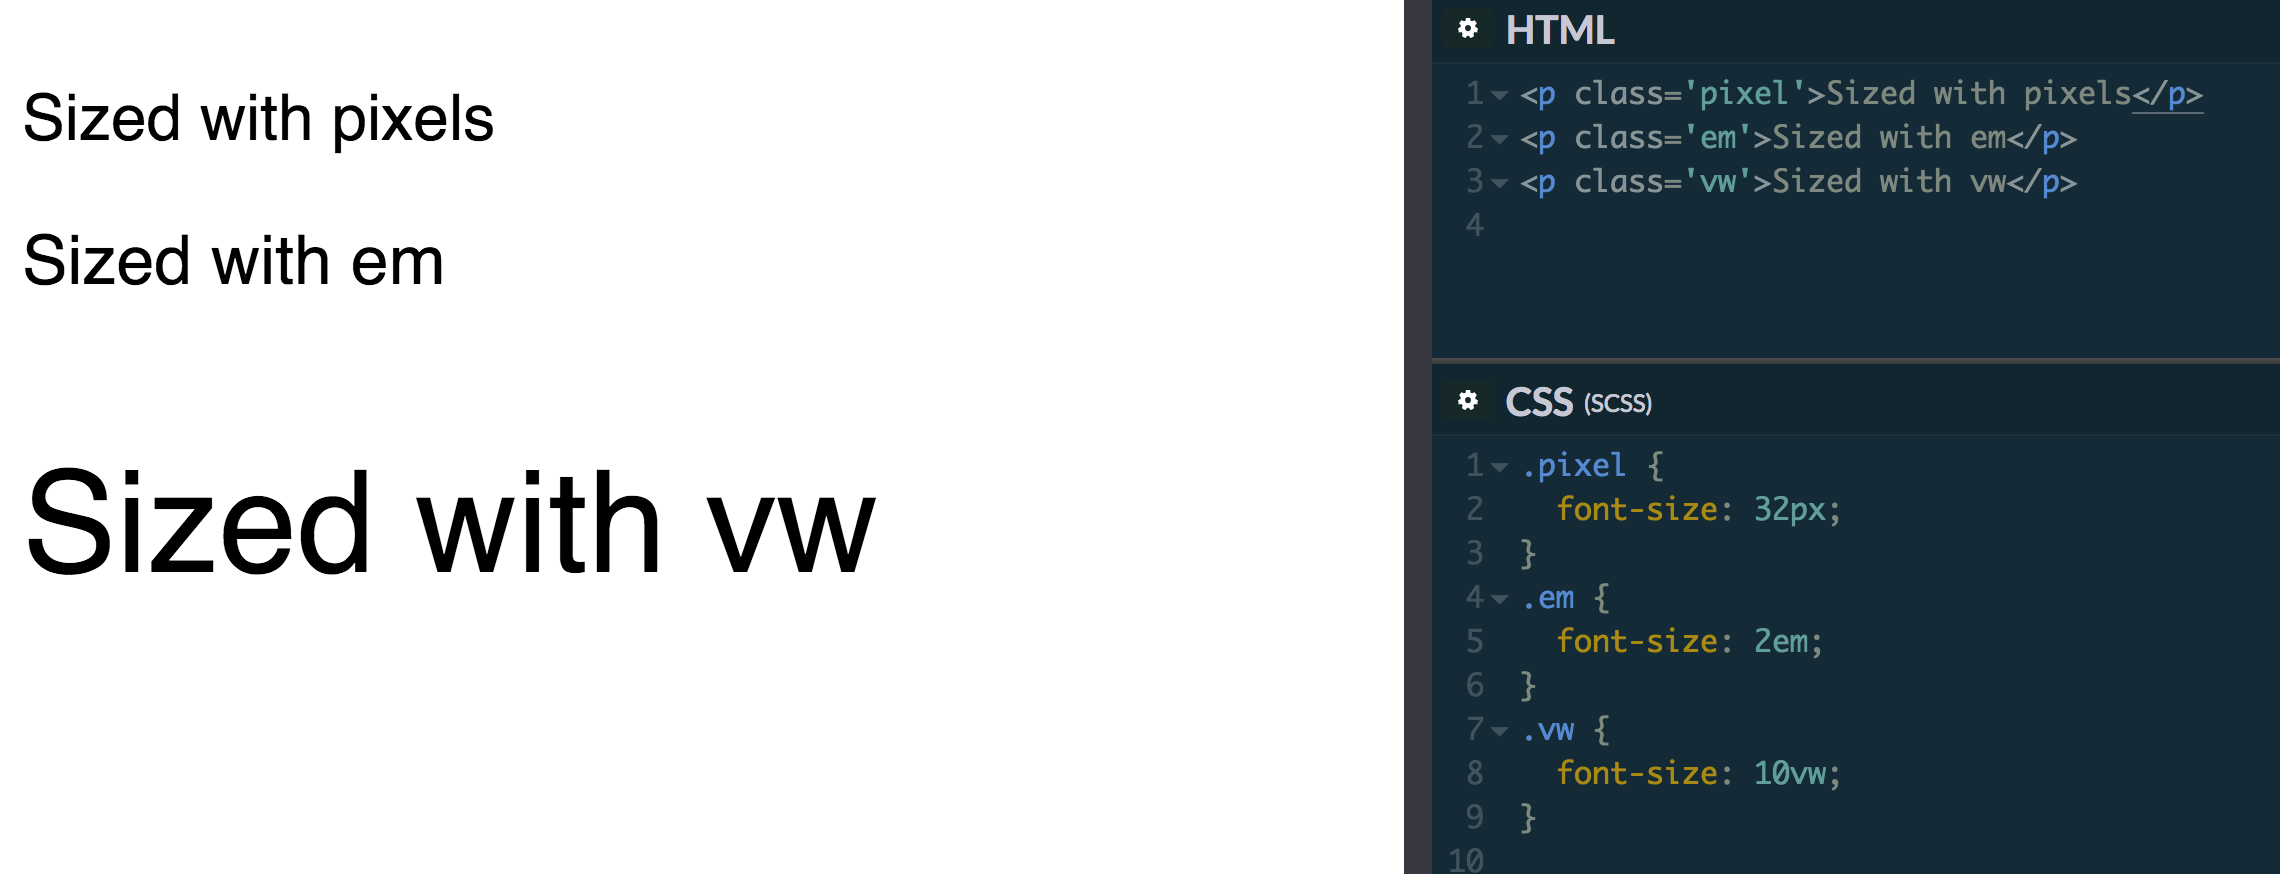 Sized with pixels
Sized with em
Sized with vw
HTML
1 <p class='pixel'>Sized with pixels</p>
2 <p class='em'>Sized with em</p>
3 <p class='vw'>Sized with vw</p>
4
CSS (SCSS)
1 .pixel {
2 font-size: 32px;
3 }
4 .em {
5 font-size: 2em;
6 }
7 .vw {
8 font-size: 10vw;
9 }
10